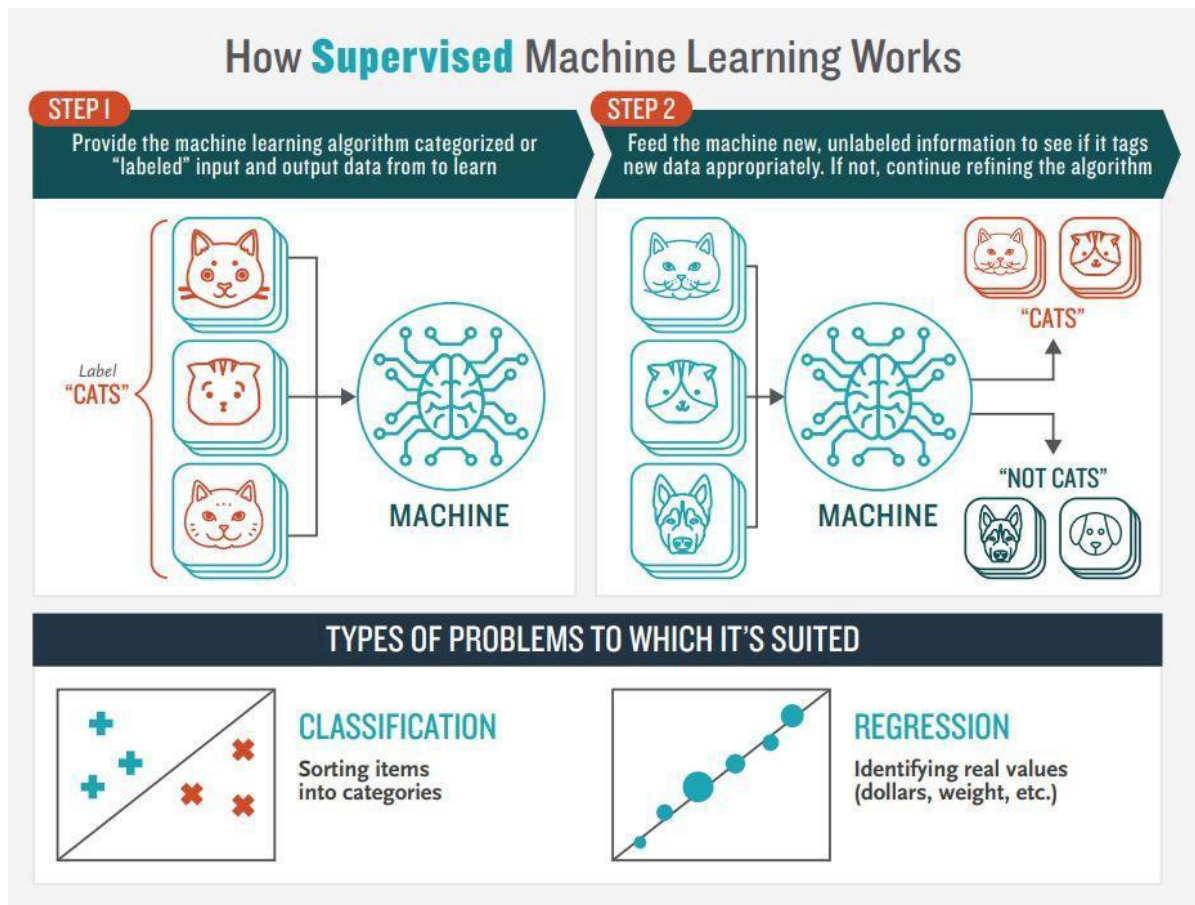 How Supervised Machine Learning Works
STEP 1
Provide the machine learning algorithm categorized or
“labeled” input and output data from to learn
STEP 2
Feed the machine new, unlabeled information to see if it tags
new data appropriately. If not, continue refining the algorithm
Label
“CATS”
MACHINE
MACHINE
“CATS”
“NOT CATS”
TYPES OF PROBLEMS TO WHICH IT’S SUITED
CLASSIFICATION
Sorting items
into categories
REGRESSION
Identifying real values
(dollars, weight, etc.)